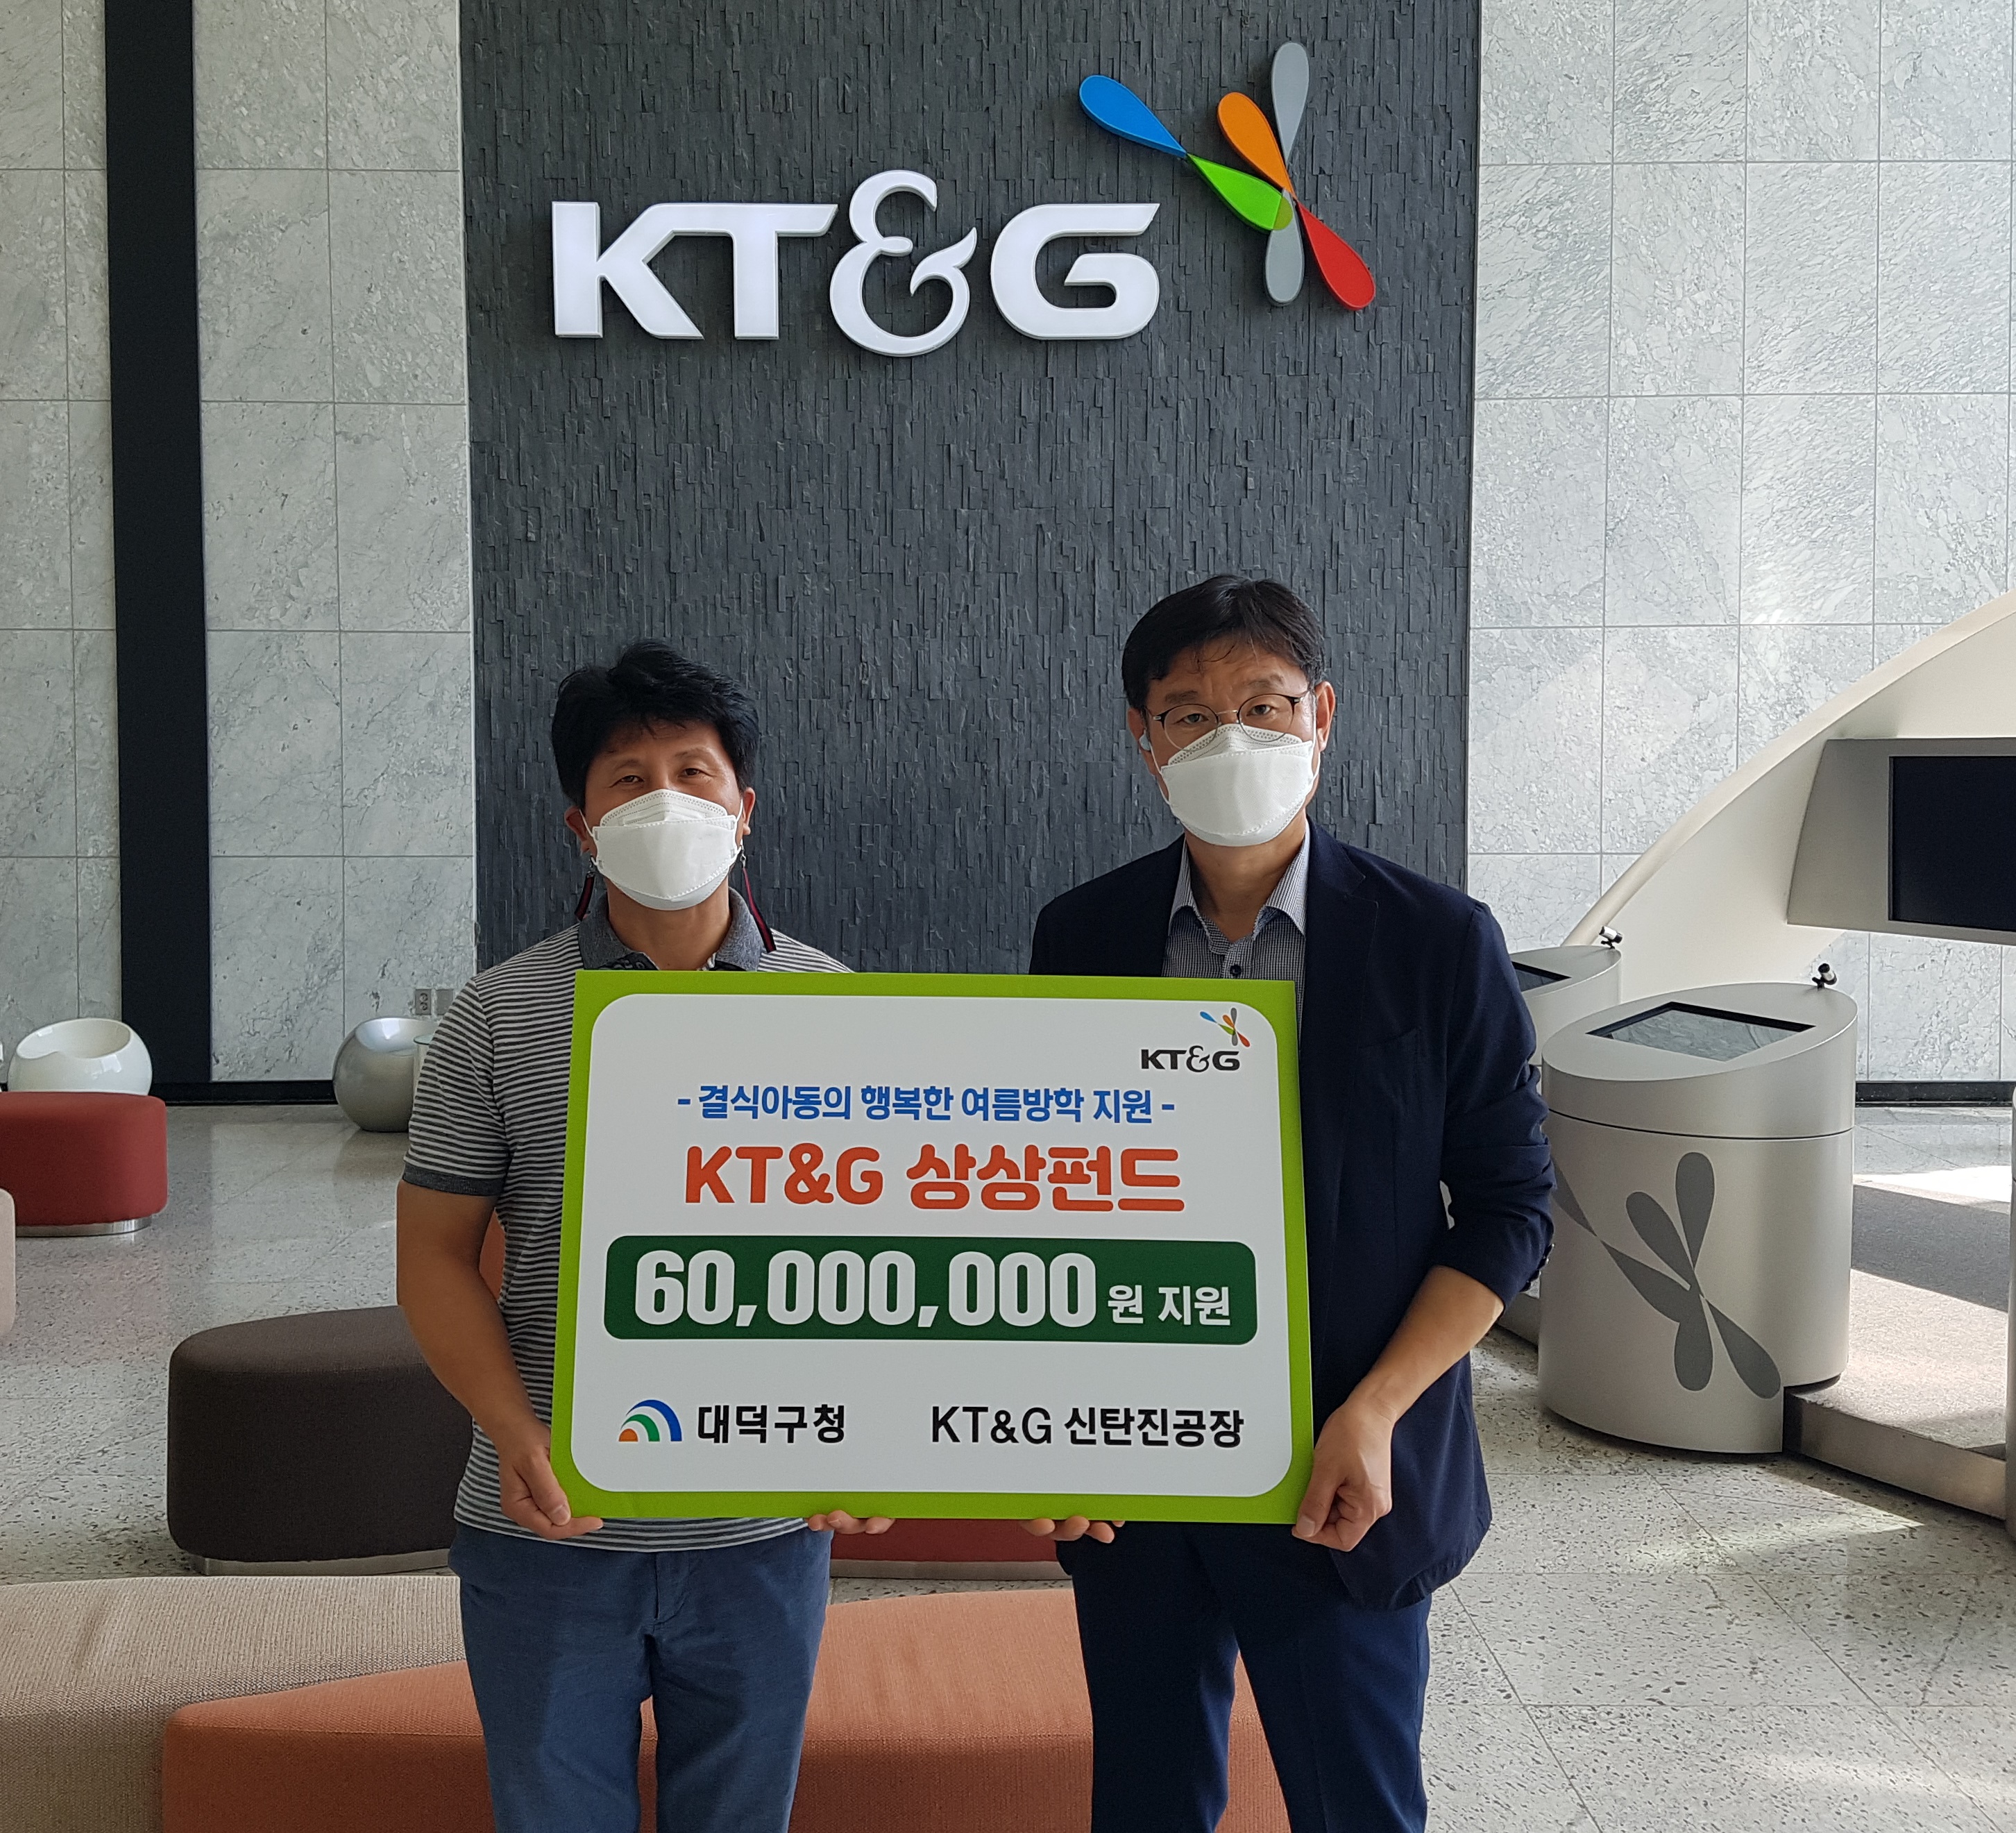 KT&G
KT&G
- 결식아동의 행복한 여름방학 지원 -
KT&G 상상펀드
60,000,000원 지원
대덕구청 KT&G 신탄진공장